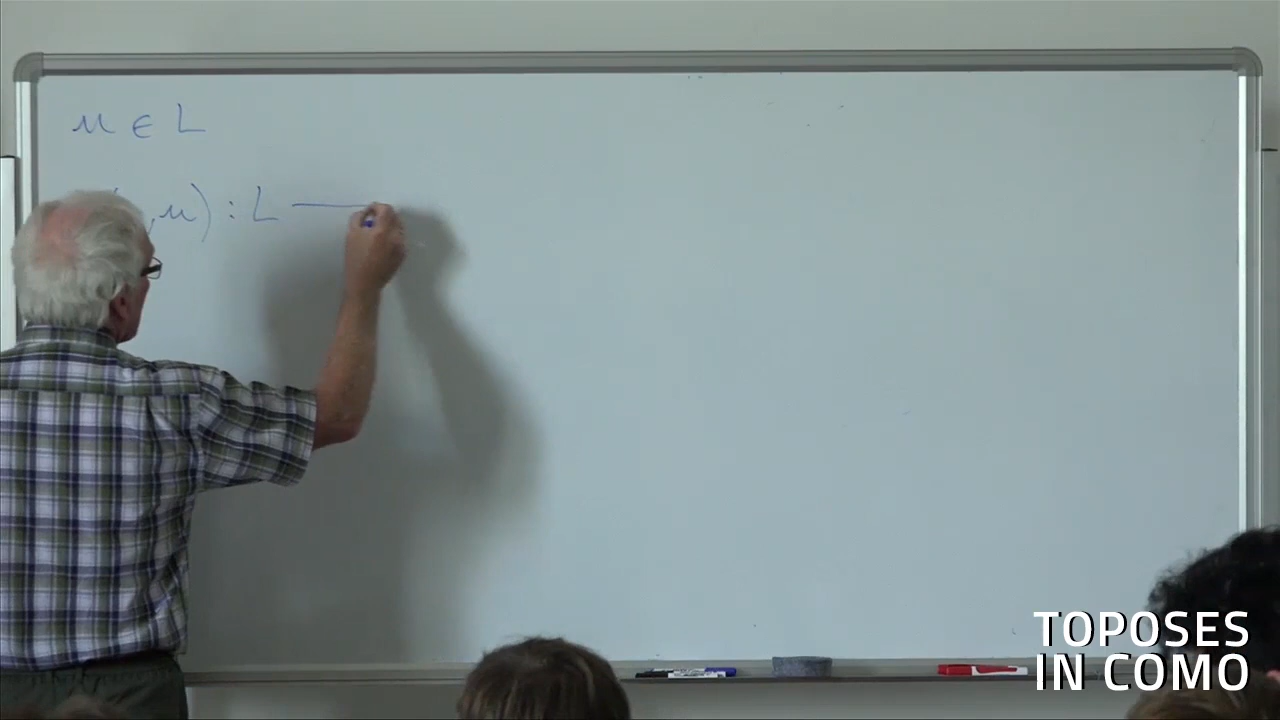 u ∈ L
, u) : L —
TOPOSES
IN COMO